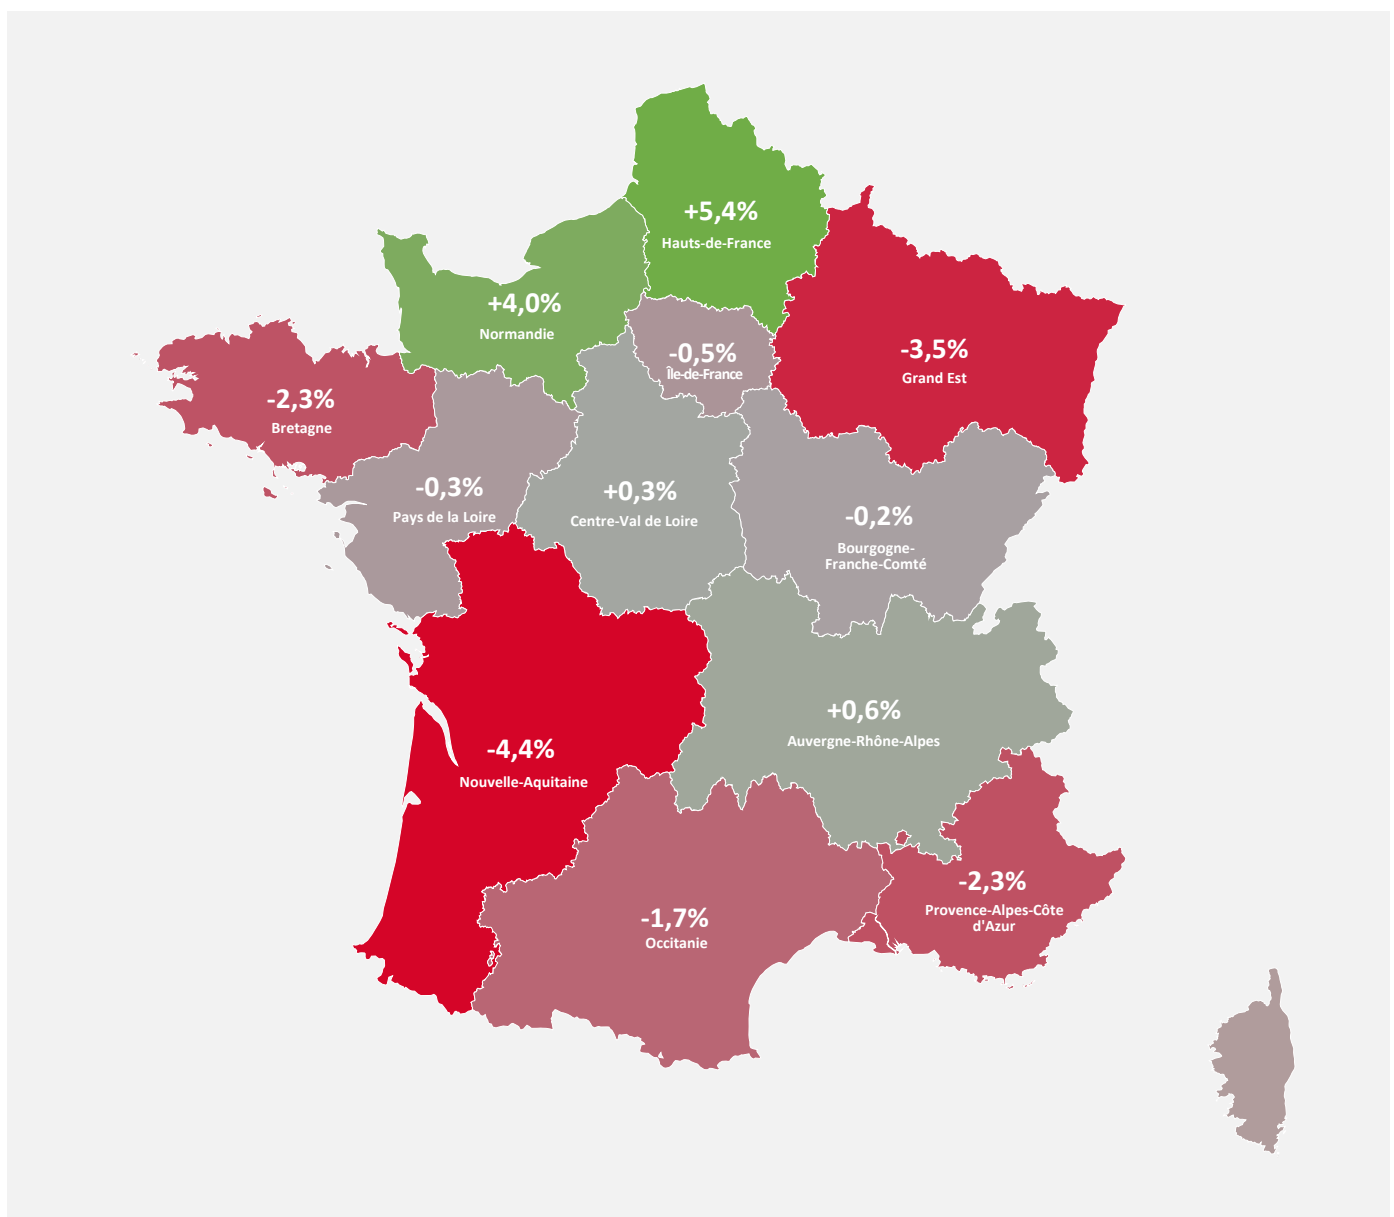 +5,4%
Hauts-de-France
+4,0%
Normandie
-0,5%
Île-de-France
-3,5%
Grand Est
-2,3%
Bretagne
-0,3%
Pays de la Loire
+0,3%
Centre-Val de Loire
-0,2%
Bourgogne-
Franche-Comté
+0,6%
Auvergne-Rhône-Alpes
-4,4%
Nouvelle-Aquitaine
-2,3%
Provence-Alpes-Côte
d'Azur
-1,7%
Occitanie